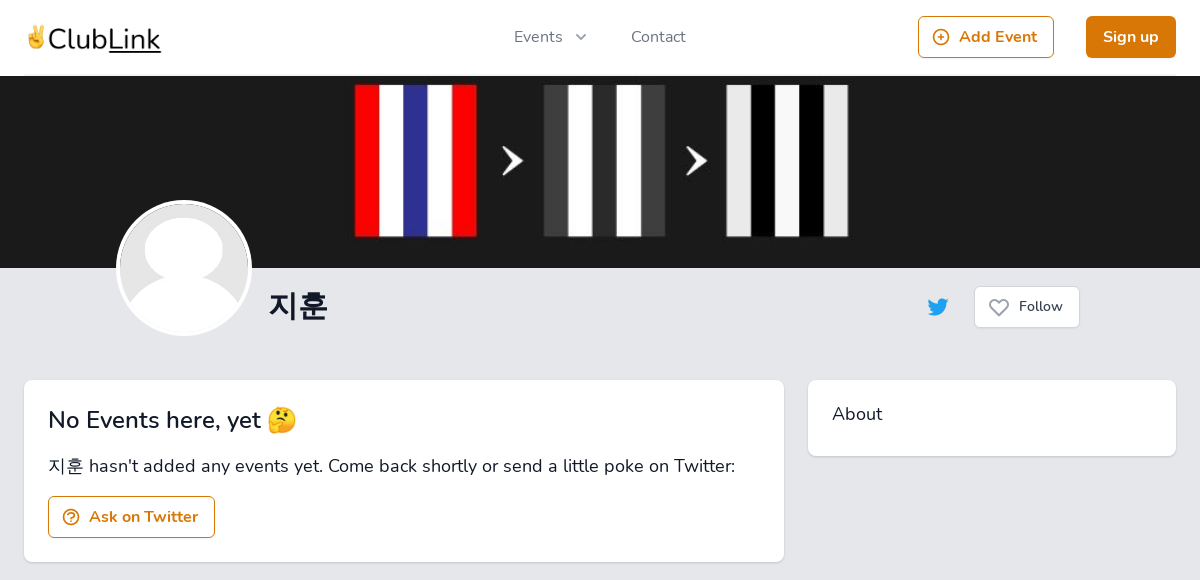 ✌️ClubLink
Events
Contact
Add Event
Sign up
지훈
Follow
No Events here, yet 🤔
지훈 hasn't added any events yet. Come back shortly or send a little poke on Twitter:
Ask on Twitter
About